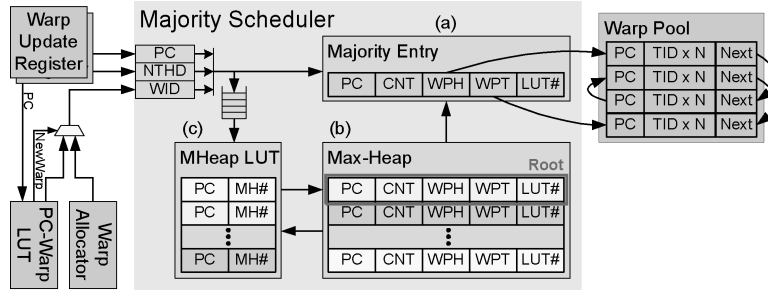 Warp
Update
Register
PC
NewWarp
PC-Warp
LUT
Warp
Allocator
Majority Scheduler
PC
NTHD
WID
(a)
Majority Entry
PC CNT WPH WPT LUT#
(c)
MHeap LUT
PC MH#
PC MH#
PC MH#
(b)
Max-Heap
Root
PC CNT WPH WPT LUT#
PC CNT WPH WPT LUT#
PC CNT WPH WPT LUT#
Warp Pool
PC TID x N Next
PC TID x N Next
PC TID x N Next
PC TID x N Next